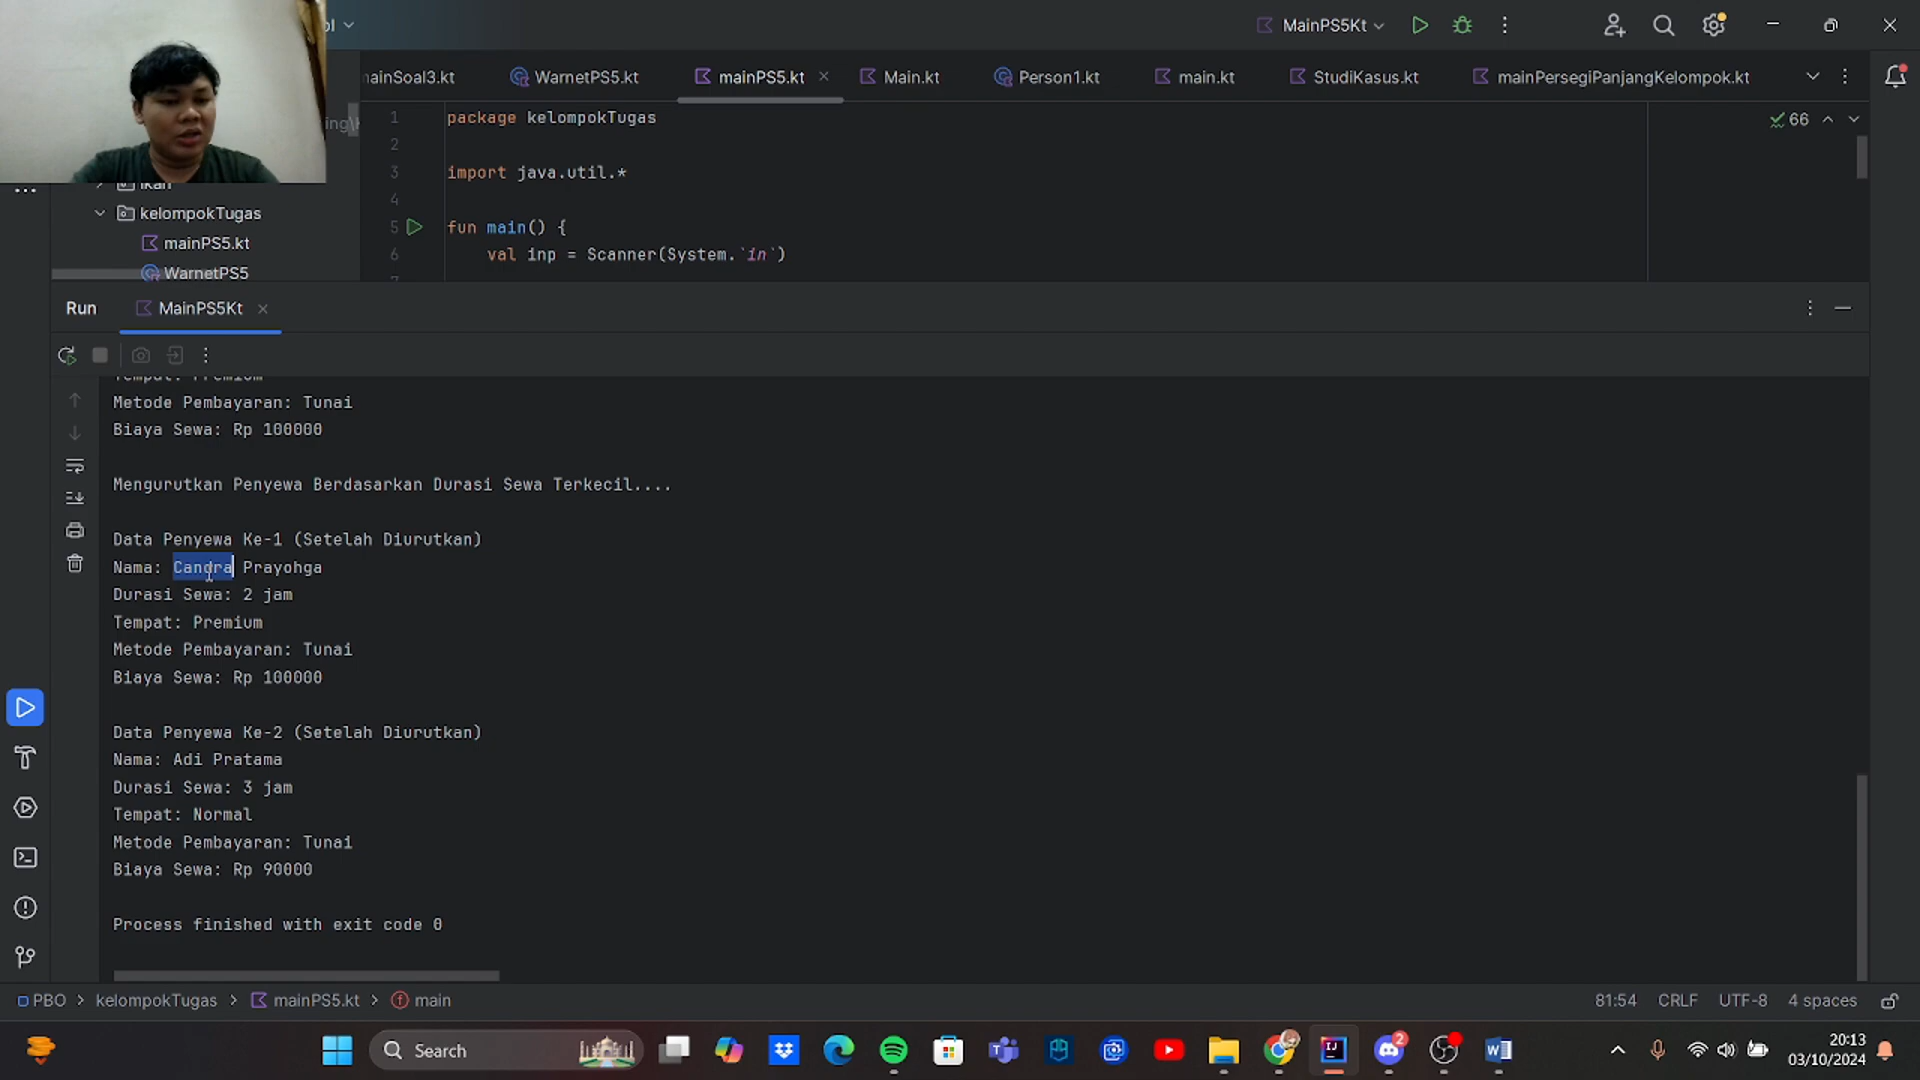 MainPS5Kt
mainSoal3.kt
WarnetPS5.kt
mainPS5.kt
Main.kt
Person1.kt
main.kt
StudiKasus.kt
mainPersegiPanjangKelompok.kt
1 package kelompokTugas
66
2
3 import java.util.*
4
5 fun main() {
6 val inp = Scanner(System.`in`)
ikan
kelompokTugas
mainPS5.kt
WarnetPS5
Run
MainPS5Kt
Tempat: Premium
Metode Pembayaran: Tunai
Biaya Sewa: Rp 100000
Mengurutkan Penyewa Berdasarkan Durasi Sewa Terkecil....
Data Penyewa Ke-1 (Setelah Diurutkan)
Nama: Candra Prayohga
Durasi Sewa: 2 jam
Tempat: Premium
Metode Pembayaran: Tunai
Biaya Sewa: Rp 100000
Data Penyewa Ke-2 (Setelah Diurutkan)
Nama: Adi Pratama
Durasi Sewa: 3 jam
Tempat: Normal
Metode Pembayaran: Tunai
Biaya Sewa: Rp 90000
Process finished with exit code 0
PBO > kelompokTugas > mainPS5.kt > main
81:54 CRLF UTF-8 4 spaces
Search
2
20:13
03/10/2024